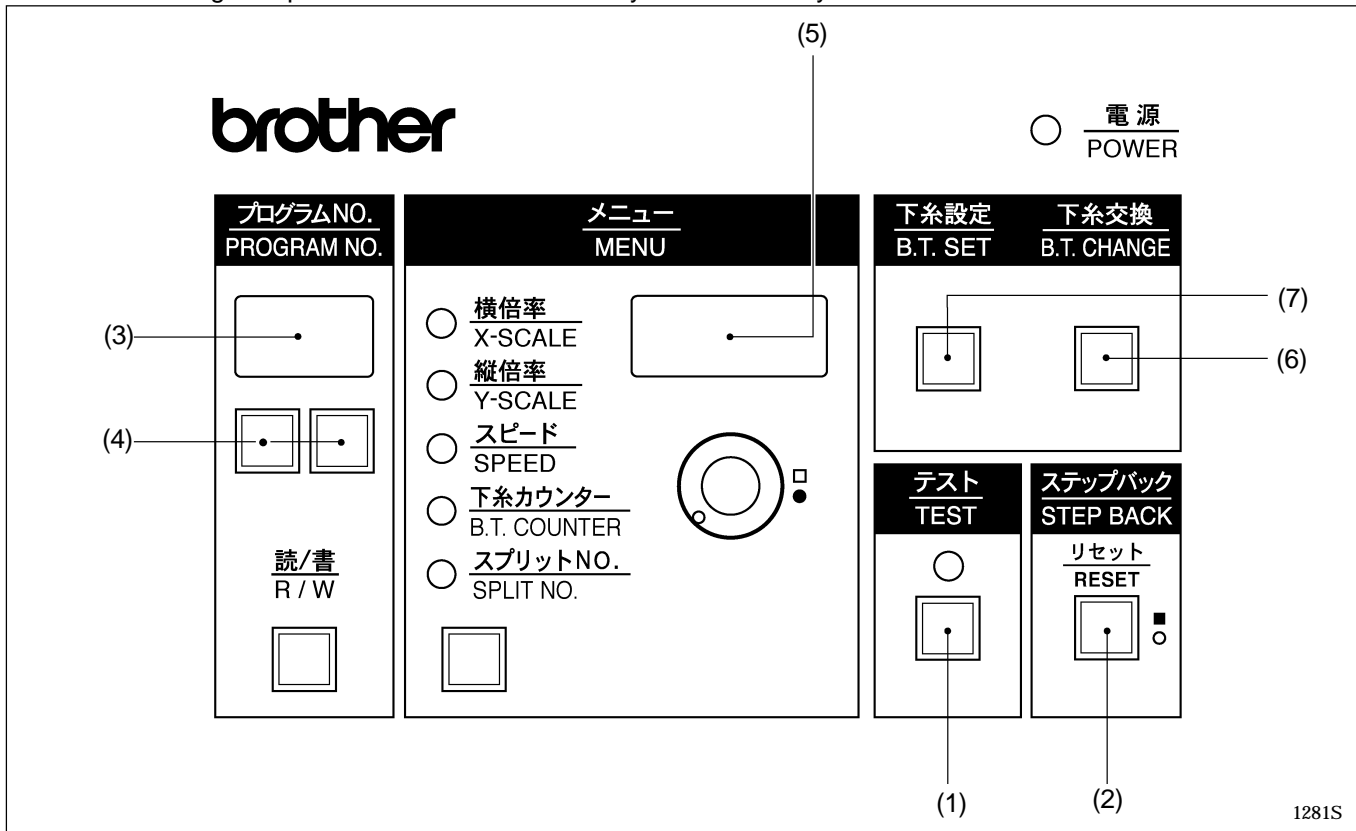 (5)
brother
電源
POWER
プログラムNO.
PROGRAM NO.
メニュー
MENU
下糸設定
B.T. SET
下糸交換
B.T. CHANGE
(3)
(4)
読/書
R / W
横倍率
X-SCALE
縦倍率
Y-SCALE
スピード
SPEED
下糸カウンター
B.T. COUNTER
スプリットNO.
SPLIT NO.
(7)
(6)
テスト
TEST
ステップバック
STEP BACK
リセット
RESET
(1)
(2)
1281S